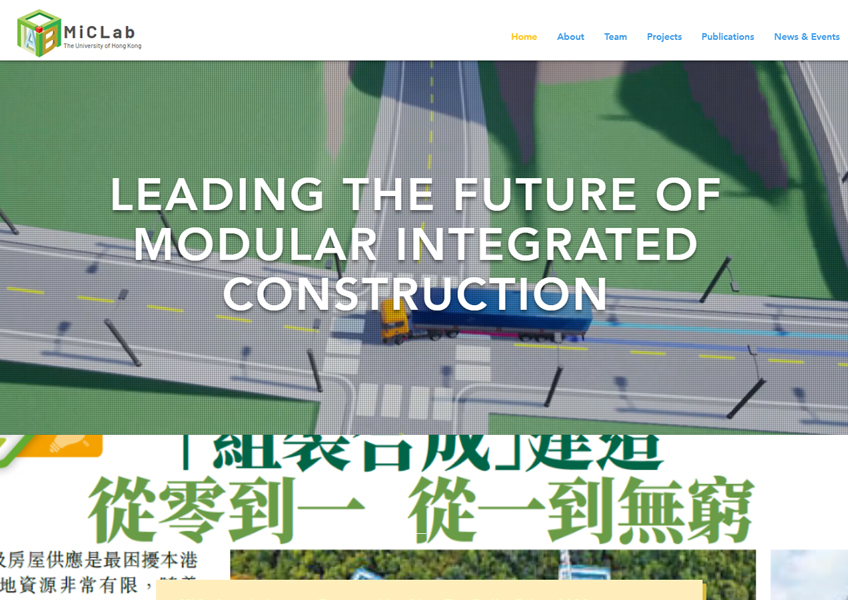 MiCLab
The University of Hong Kong
Home About Team Projects Publications News & Events
LEADING THE FUTURE OF
MODULAR INTEGRATED
CONSTRUCTION
「組裝合成」建造
從零到一 從一到無窮
及房屋供應是最困擾本港
地資源非常有限，